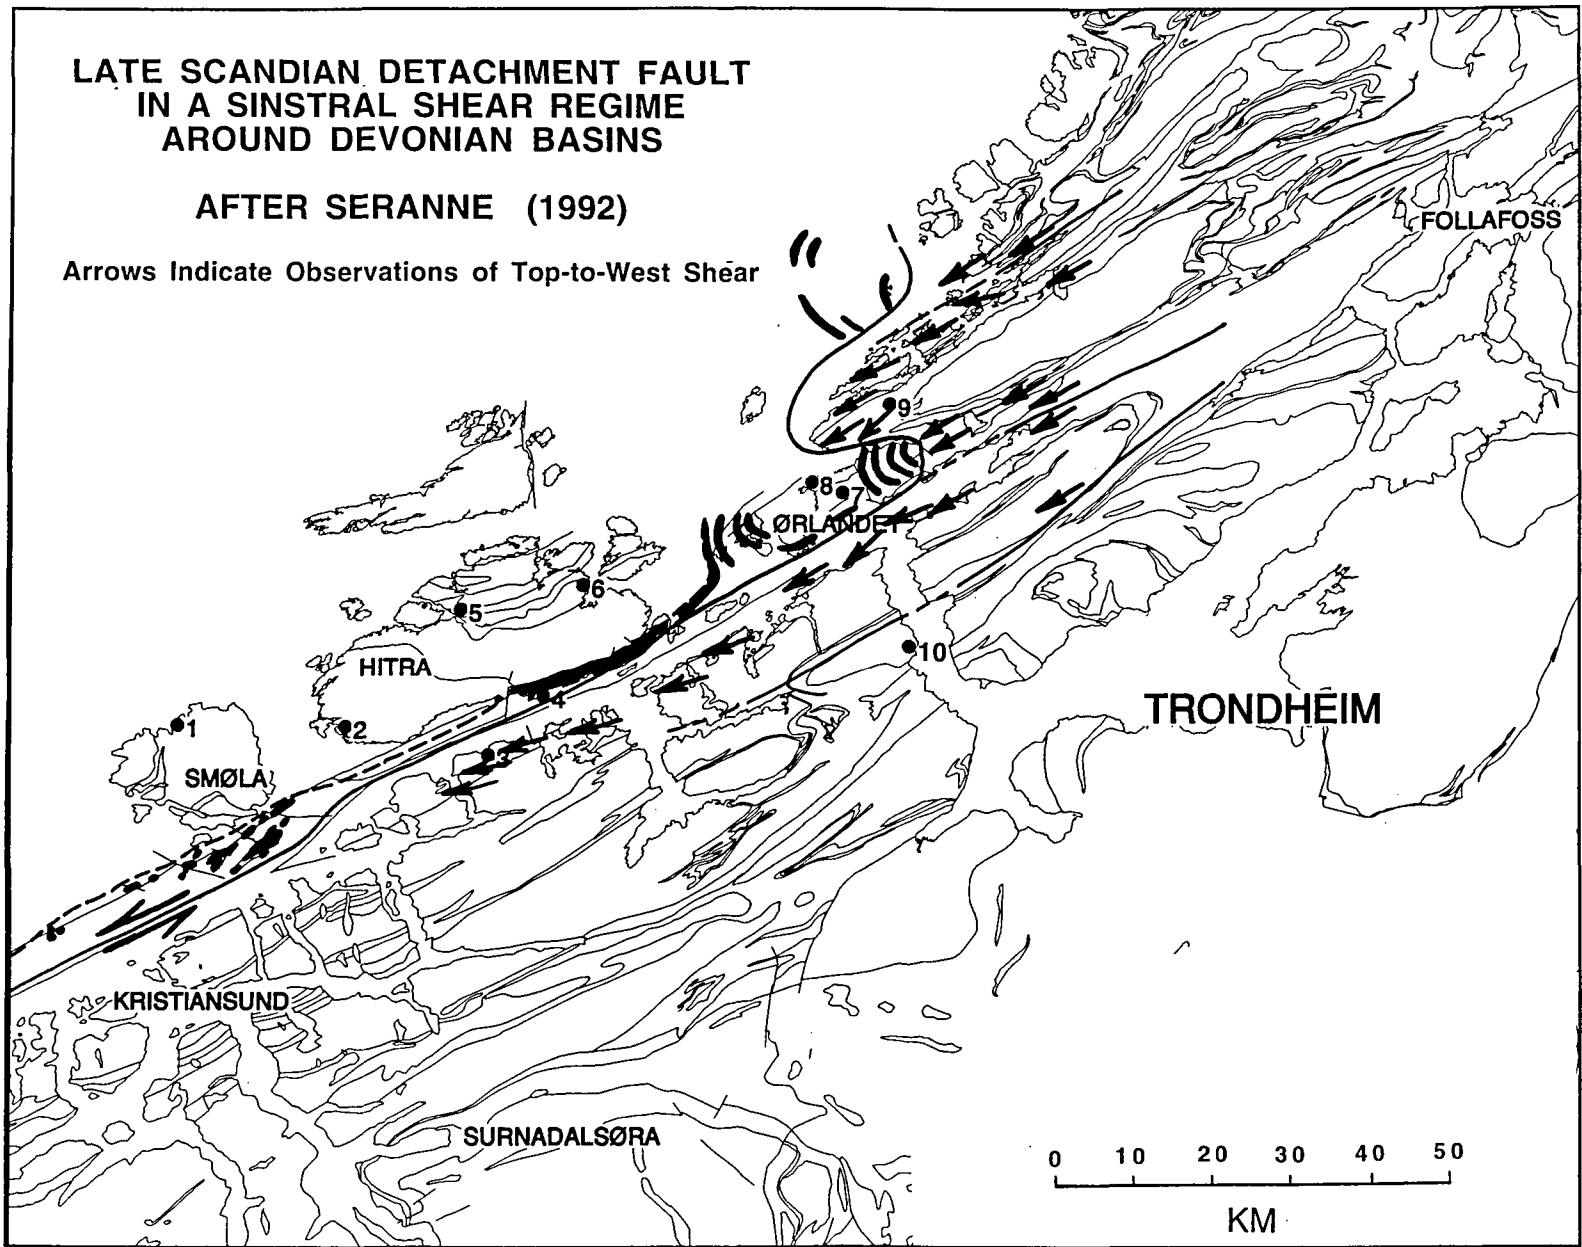 LATE SCANDIAN DETACHMENT FAULT
IN A SINSTRAL SHEAR REGIME
AROUND DEVONIAN BASINS
AFTER SERANNE (1992)
Arrows Indicate Observations of Top-to-West Shear
FOLLAFOSS
9
8
7
ØRLANDET
6
5
HITRA
10
4
TRONDHEIM
1
2
3
SMØLA
KRISTIANSUND
SURNADALSØRA
0 10 20 30 40 50
KM